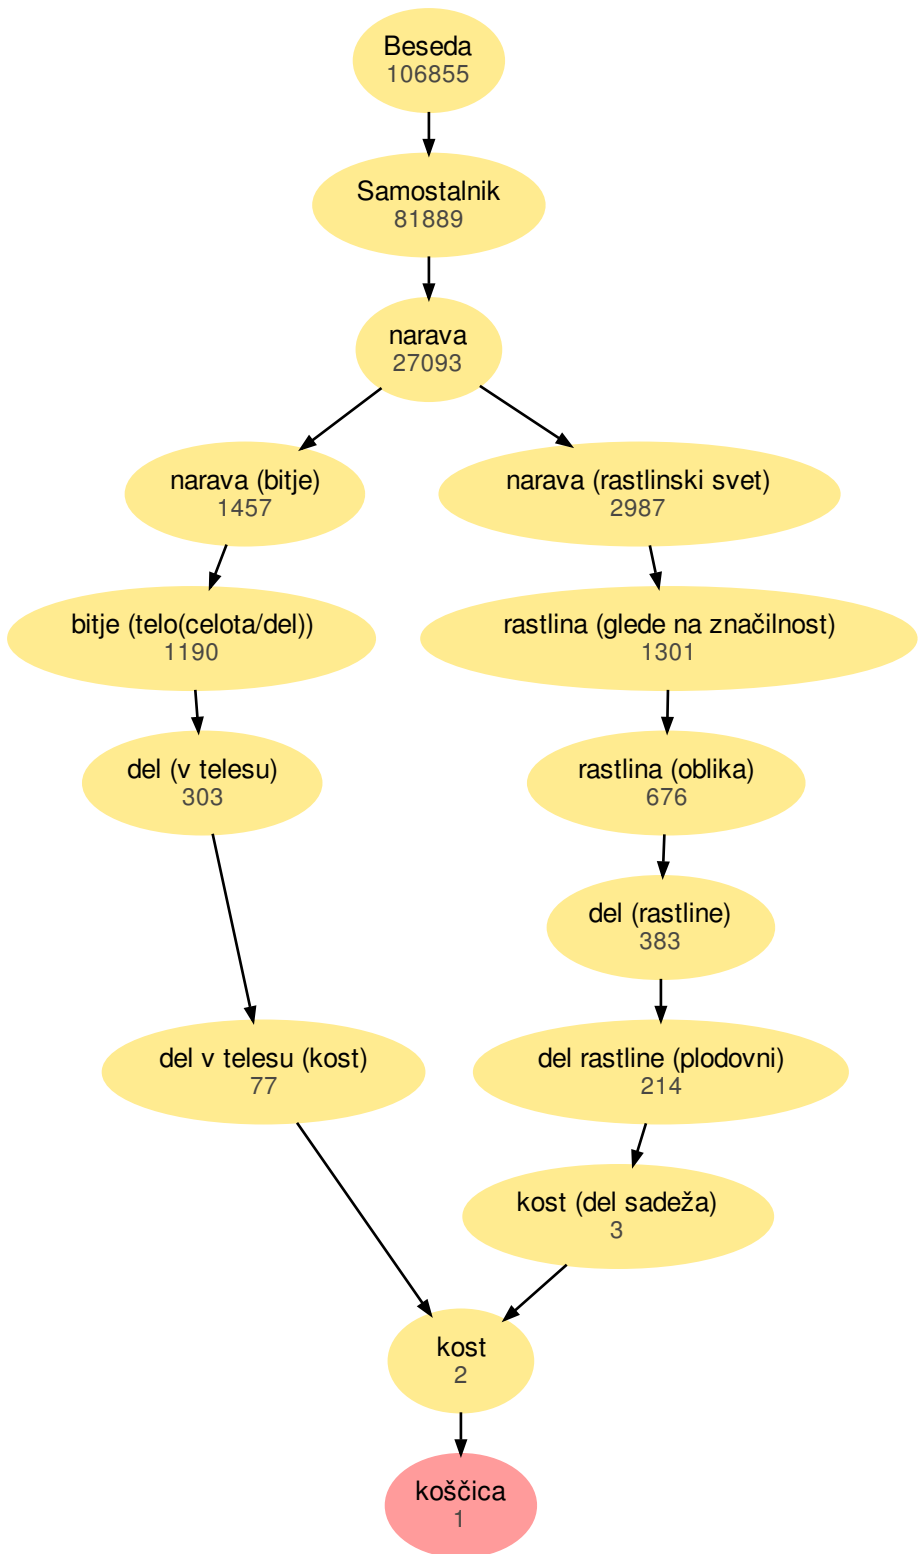 Beseda
106855
Samostalnik
81889
narava
27093
narava (bitje)
1457
narava (rastlinski svet)
2987
bitje (telo(celota/del))
1190
rastlina (glede na značilnost)
1301
del (v telesu)
303
rastlina (oblika)
676
del (rastline)
383
del v telesu (kost)
77
del rastline (plodovni)
214
kost (del sadeža)
3
kost
2
koščica
1